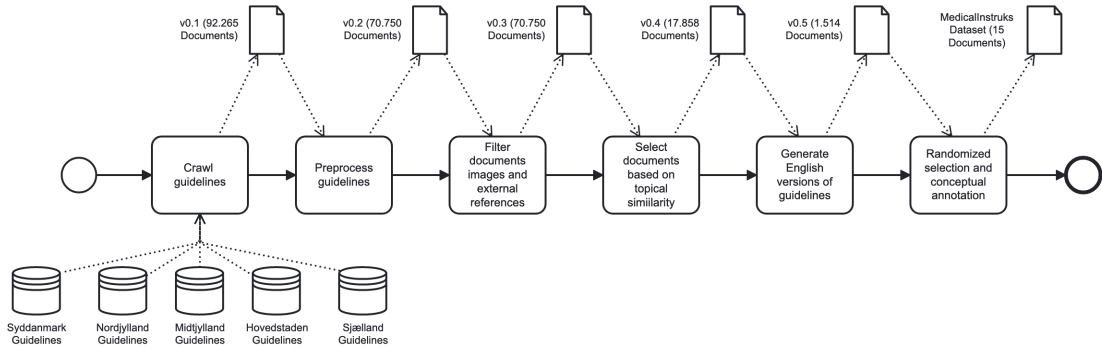 v0.1 (92.265
Documents)
v0.2 (70.750
Documents)
v0.3 (70.750
Documents)
v0.4 (17.858
Documents)
v0.5 (1.514
Documents)
MedicalInstruks
Dataset (15
Documents)
Crawl
guidelines
Preprocess
guidelines
Filter
documents
images and
external
references
Select
documents
based on
topical
simiilarity
Generate
English
versions of
guidelines
Randomized
selection and
conceptual
annotation
Syddanmark
Guidelines
Nordjylland
Guidelines
Midtjylland
Guidelines
Hovedstaden
Guidelines
Sjælland
Guidelines